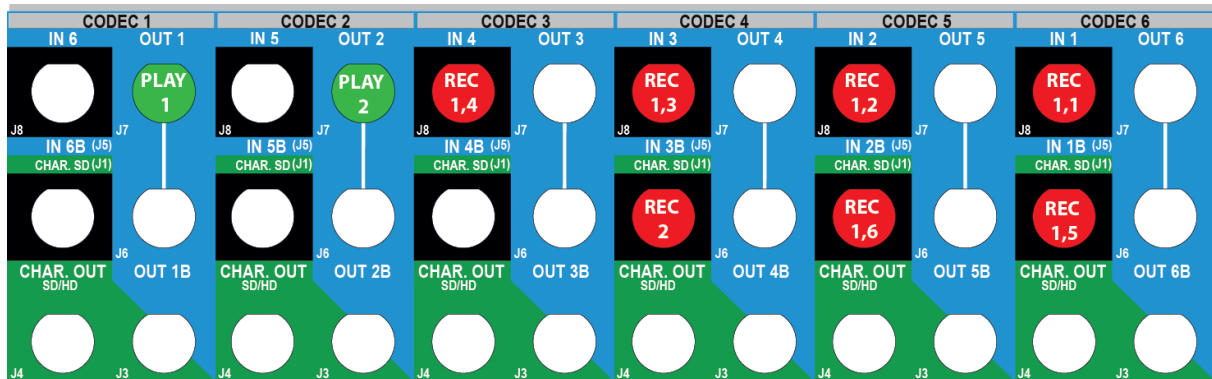 CODEC 1 CODEC 2 CODEC 3 CODEC 4 CODEC 5 CODEC 6
IN 6 OUT 1 IN 5 OUT 2 IN 4 OUT 3 IN 3 OUT 4 IN 2 OUT 5 IN 1 OUT 6
PLAY PLAY REC REC REC REC
1 2 1,4 1,3 1,2 1,1
J8 J7 J8 J7 J8 J7 J8 J7 J8 J7 J8 J7
IN 6B (J5) IN 5B (J5) IN 4B (J5) IN 3B (J5) IN 2B (J5) IN 1B (J5)
CHAR. SD (J1) CHAR. SD (J1) CHAR. SD (J1) CHAR. SD (J1) CHAR. SD (J1) CHAR. SD (J1)
REC REC REC
2 1,6 1,5
J6 J6 J6 J6 J6 J6
CHAR. OUT OUT 1B CHAR. OUT OUT 2B CHAR. OUT OUT 3B CHAR. OUT OUT 4B CHAR. OUT OUT 5B CHAR. OUT OUT 6B
SD/HD SD/HD SD/HD SD/HD SD/HD SD/HD
J4 J3 J4 J3 J4 J3 J4 J3 J4 J3 J4 J3